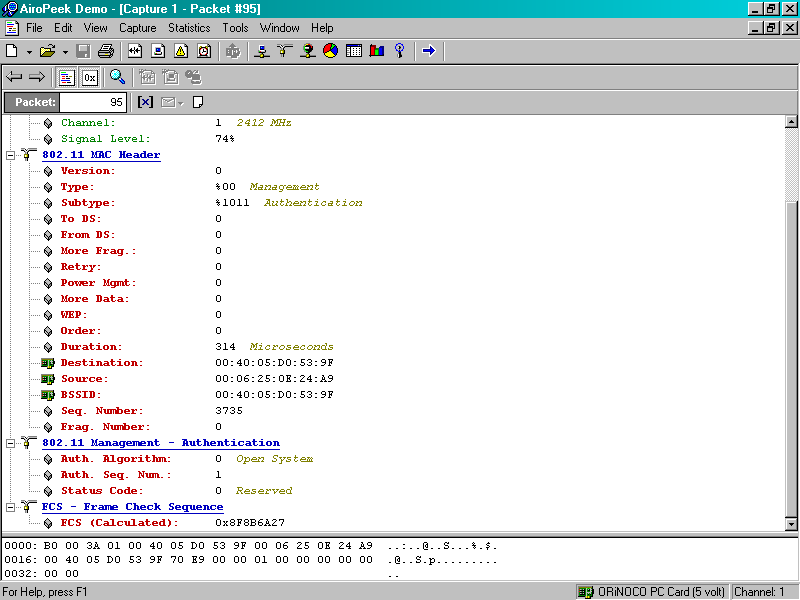 AiroPeek Demo - [Capture 1 - Packet #95]
File Edit View Capture Statistics Tools Window Help
0x
Packet: 95 [x]
Channel: 1 2412 MHz
Signal Level: 74%
802.11 MAC Header
Version: 0
Type: %00 Management
Subtype: %1011 Authentication
To DS: 0
From DS: 0
More Frag.: 0
Retry: 0
Power Mgmt: 0
More Data: 0
WEP: 0
Order: 0
Duration: 314 Microseconds
Destination: 00:40:05:D0:53:9F
Source: 00:06:25:0E:24:A9
BSSID: 00:40:05:D0:53:9F
Seq. Number: 3735
Frag. Number: 0
802.11 Management - Authentication
Auth. Algorithm: 0 Open System
Auth. Seq. Num.: 1
Status Code: 0 Reserved
FCS - Frame Check Sequence
FCS (Calculated): 0x8F8B6A27
0000: B0 00 3A 01 00 40 05 D0 53 9F 00 06 25 0E 24 A9 ..:..@..S...%.$.
0016: 00 40 05 D0 53 9F 70 E9 00 00 01 00 00 00 00 00 .@..S.p.........
0032: 00 00 ..
For Help, press F1 ORiNOCO PC Card (5 volt) Channel: 1